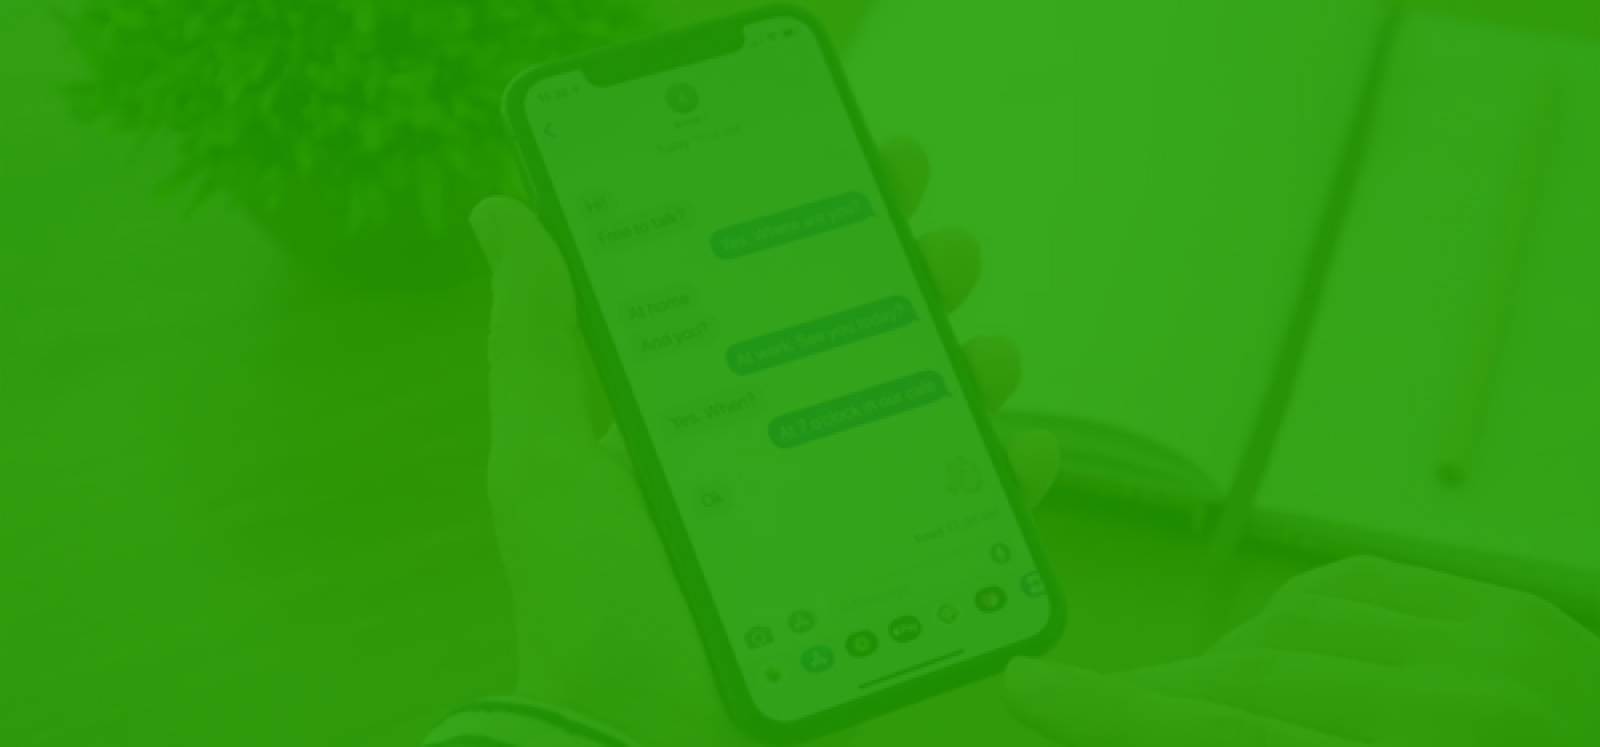 Hi!
Free to talk?
Yes. Where are you?
At home
And you?
At work. See you today?
Yes. When?
At 7 o'clock in our cafe
Ok